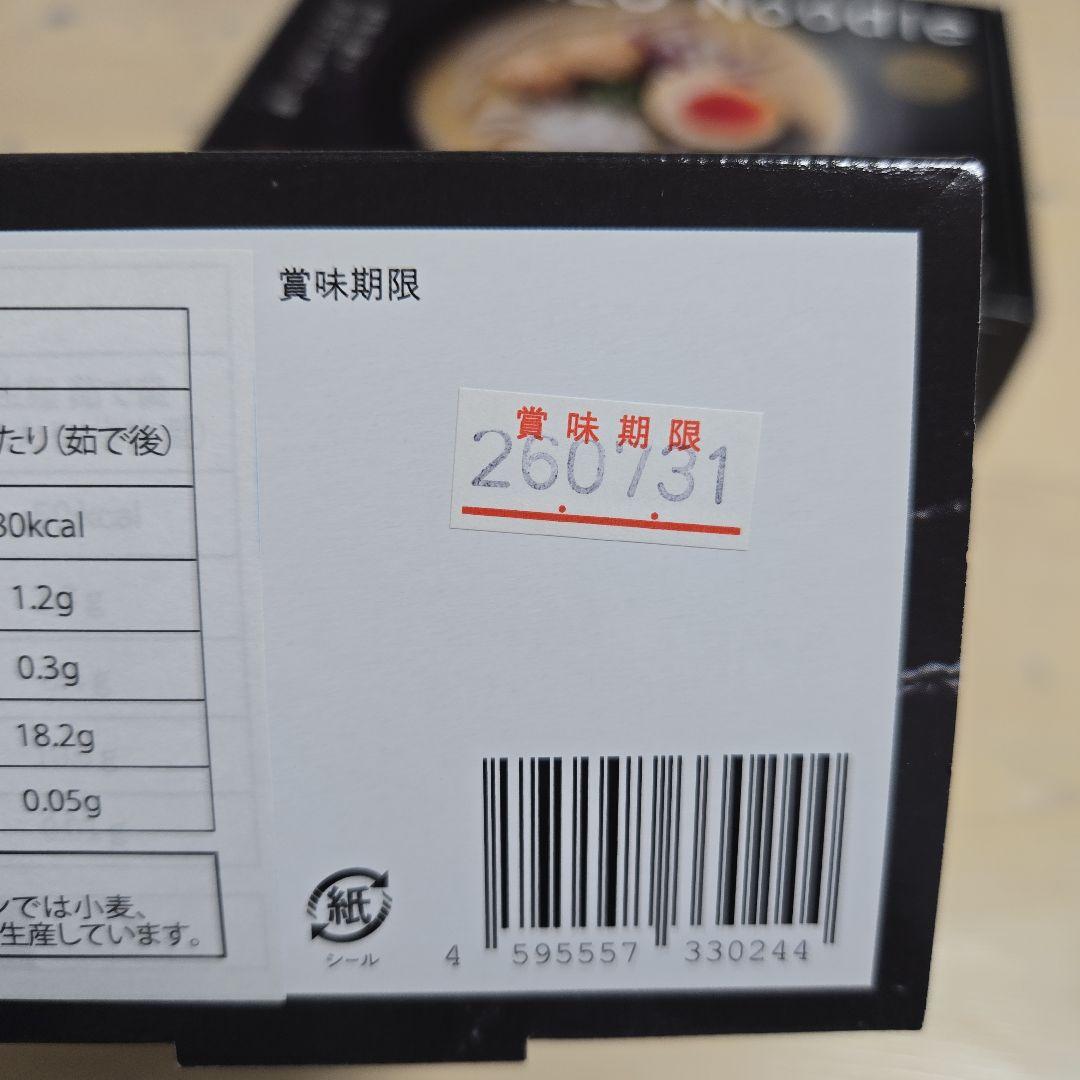 Noodle
賞味期限
賞味期限
260731
たり（茹で後）
80kcal
1.2g
0.3g
18.2g
0.05g
ンでは小麦、
生産しています。
紙
シール
4 595557 330244